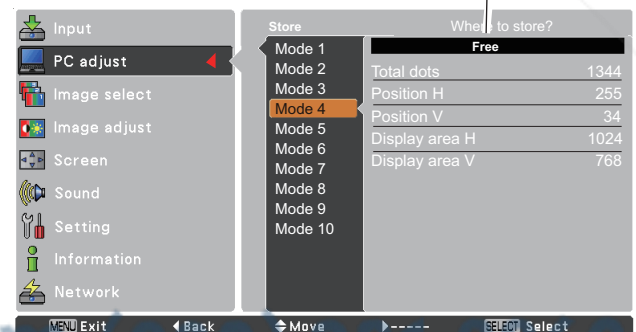 Input
PC adjust
Image select
Image adjust
Screen
Sound
Setting
Information
Network
Store
Mode 1
Mode 2
Mode 3
Mode 4
Mode 5
Mode 6
Mode 7
Mode 8
Mode 9
Mode 10
Where to store?
Free
Total dots 1344
Position H 255
Position V 34
Display area H 1024
Display area V 768
MENU Exit Back Move ----- SELECT Select